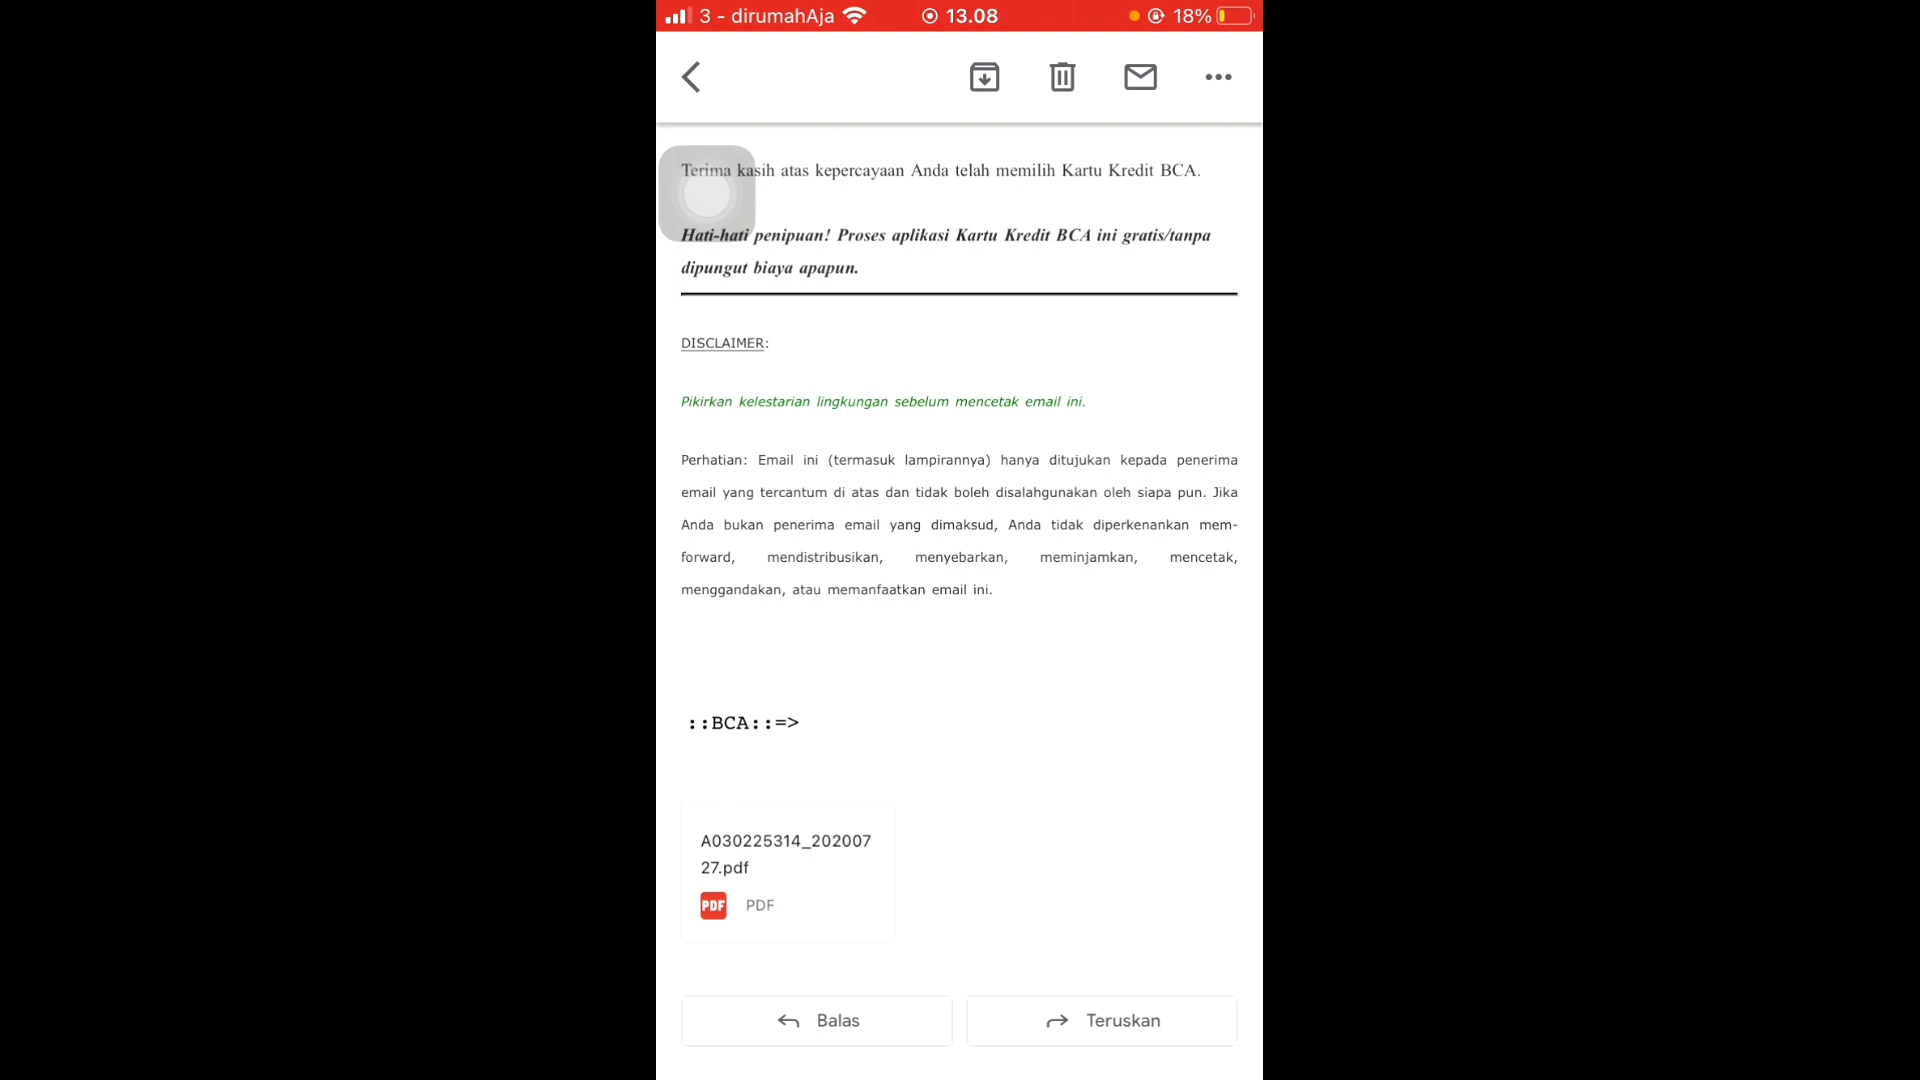 3 - dirumahAja 13.08 18%
Terima kasih atas kepercayaan Anda telah memilih Kartu Kredit BCA.
Hati-hati penipuan! Proses aplikasi Kartu Kredit BCA ini gratis/tanpa
dipungut biaya apapun.
DISCLAIMER:
Pikirkan kelestarian lingkungan sebelum mencetak email ini.
Perhatian: Email ini (termasuk lampirannya) hanya ditujukan kepada penerima
email yang tercantum di atas dan tidak boleh disalahgunakan oleh siapa pun. Jika
Anda bukan penerima email yang dimaksud, Anda tidak diperkenankan mem-
forward, mendistribusikan, menyebarkan, meminjamkan, mencetak,
menggandakan, atau memanfaatkan email ini.
::BCA::=>
A030225314_202007
27.pdf
PDF PDF
Balas Teruskan